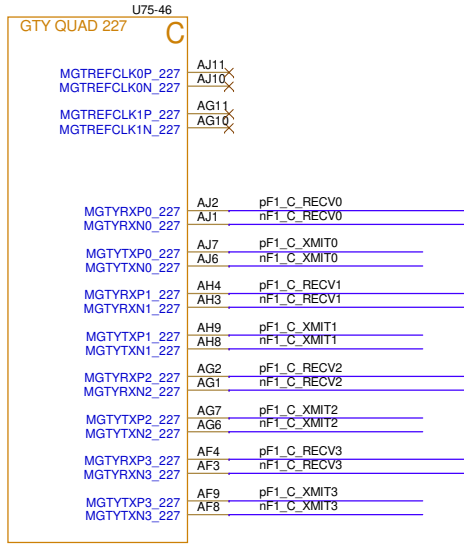 U75-46
GTY QUAD 227
C
MGTREFCLK0P_227 AJ11
MGTREFCLK0N_227 AJ10
MGTREFCLK1P_227 AG11
MGTREFCLK1N_227 AG10
MGTYRXP0_227 AJ2 pF1_C_RECV0
MGTYRXN0_227 AJ1 nF1_C_RECV0
MGTYTXP0_227 AJ7 pF1_C_XMIT0
MGTYTXN0_227 AJ6 nF1_C_XMIT0
MGTYRXP1_227 AH4 pF1_C_RECV1
MGTYRXN1_227 AH3 nF1_C_RECV1
MGTYTXP1_227 AH9 pF1_C_XMIT1
MGTYTXN1_227 AH8 nF1_C_XMIT1
MGTYRXP2_227 AG2 pF1_C_RECV2
MGTYRXN2_227 AG1 nF1_C_RECV2
MGTYTXP2_227 AG7 pF1_C_XMIT2
MGTYTXN2_227 AG6 nF1_C_XMIT2
MGTYRXP3_227 AF4 pF1_C_RECV3
MGTYRXN3_227 AF3 nF1_C_RECV3
MGTYTXP3_227 AF9 pF1_C_XMIT3
MGTYTXN3_227 AF8 nF1_C_XMIT3